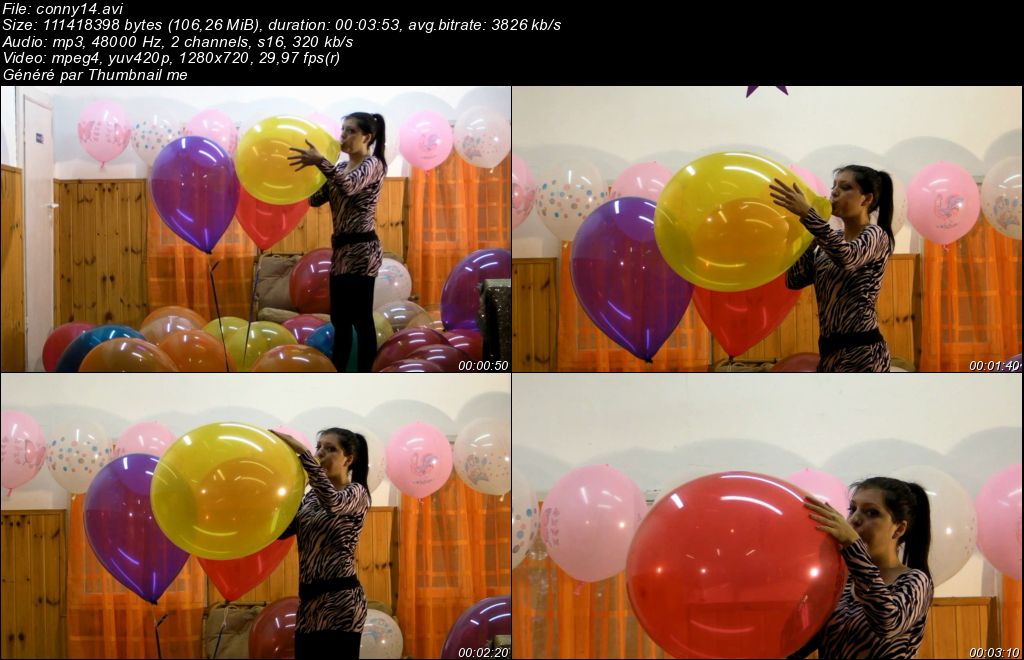 File: conny14.avi
Size: 111418398 bytes (106,26 MiB), duration: 00:03:53, avg.bitrate: 3826 kb/s
Audio: mp3, 48000 Hz, 2 channels, s16, 320 kb/s
Video: mpeg4, yuv420p, 1280x720, 29,97 fps(r)
Généré par Thumbnail me
00:00:50
00:01:40
00:02:20
00:03:10